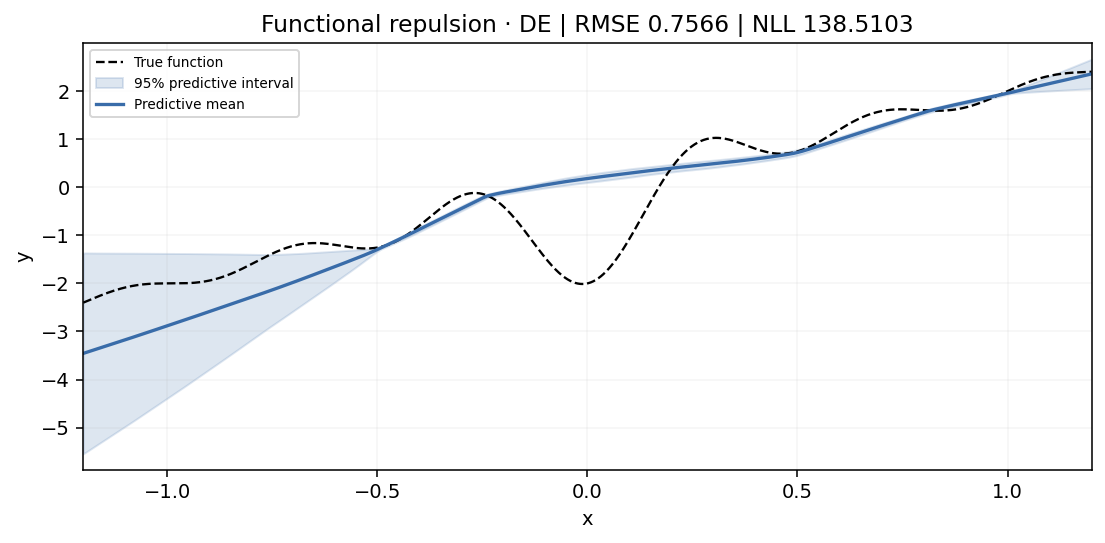 Functional repulsion · DE | RMSE 0.7566 | NLL 138.5103
True function
95% predictive interval
Predictive mean
2
1
0
−1
−2
−3
−4
−5
y
−1.0 −0.5 0.0 0.5 1.0
x